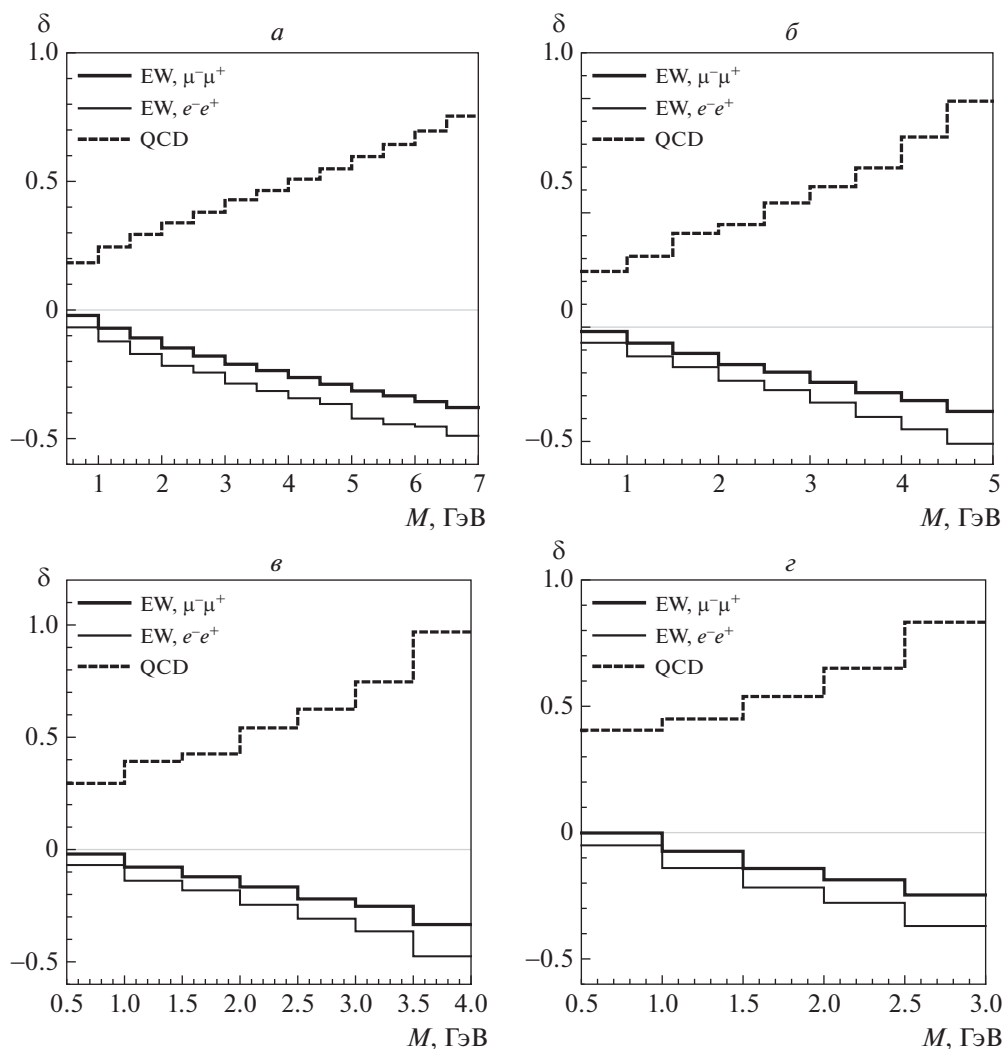 δ
а
1.0
EW, μ⁻μ⁺
EW, e⁻e⁺
QCD
0.5
0
–0.5
1 2 3 4 5 6 7
M, ГэВ
δ
б
1.0
EW, μ⁻μ⁺
EW, e⁻e⁺
QCD
0.5
0
–0.5
1 2 3 4 5
M, ГэВ
δ
в
EW, μ⁻μ⁺
1.0
EW, e⁻e⁺
QCD
0.5
0
–0.5
0.5 1.0 1.5 2.0 2.5 3.0 3.5 4.0
M, ГэВ
δ
г
1.0
EW, μ⁻μ⁺
EW, e⁻e⁺
QCD
0.5
0
–0.5
0.5 1.0 1.5 2.0 2.5 3.0
M, ГэВ